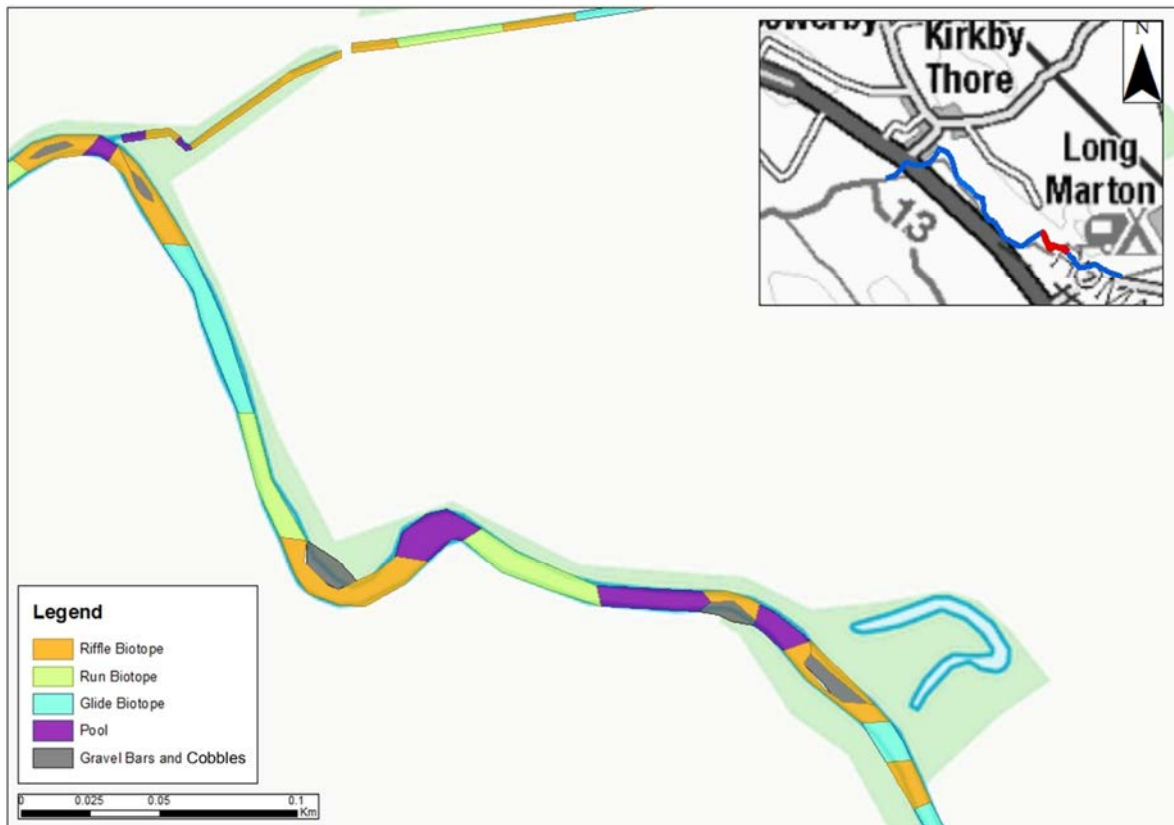 N
Kirkby
Thore
Long
Marton
13
Legend
Riffle Biotope
Run Biotope
Glide Biotope
Pool
Gravel Bars and Cobbles
0 0.025 0.05 0.1
Km